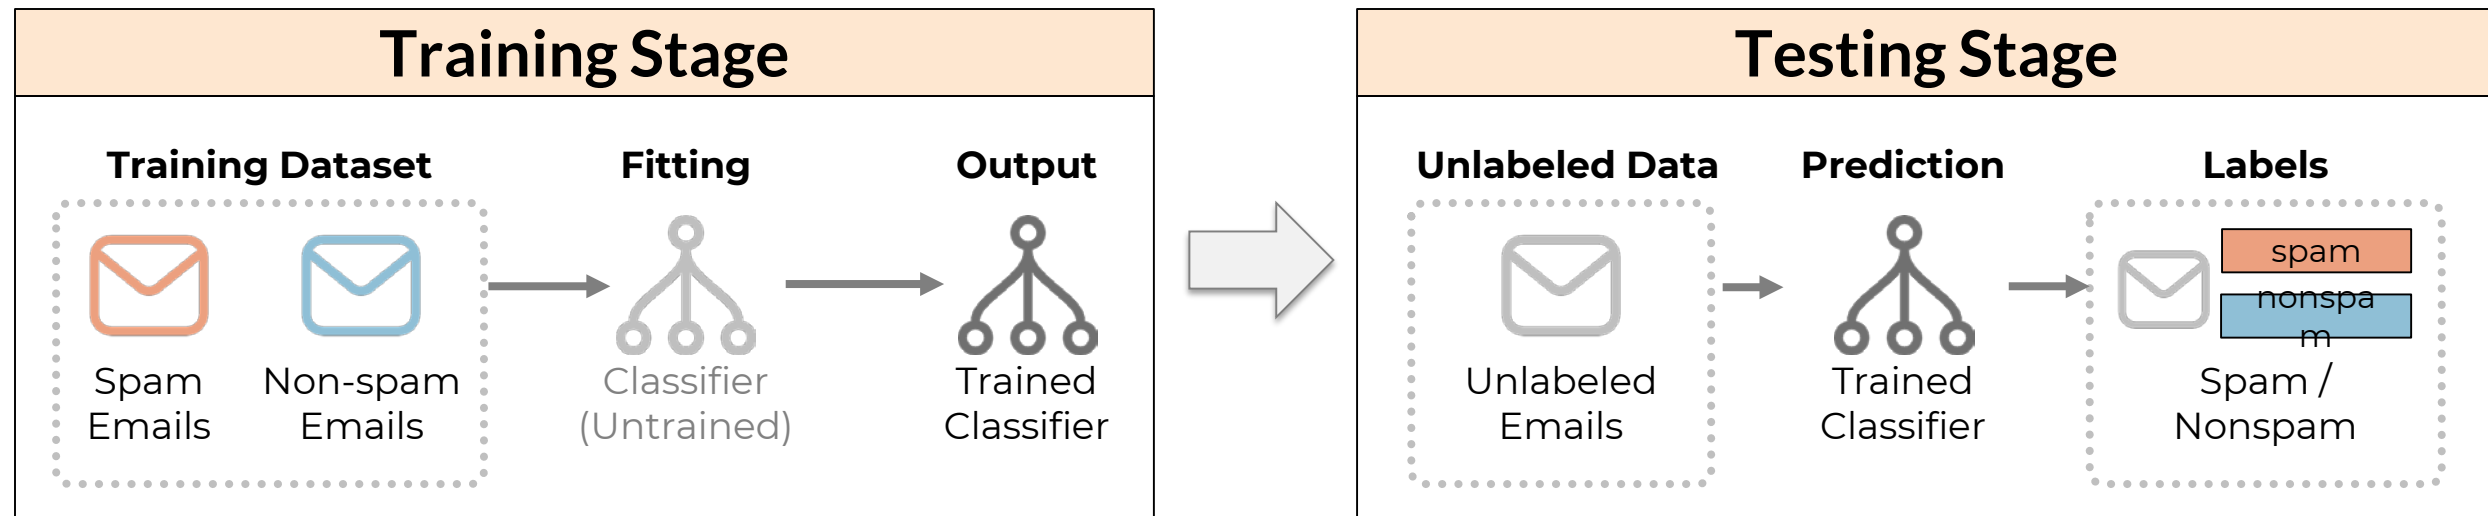 Training Stage
Training Dataset
Fitting
Output
Spam
Emails
Non-spam
Emails
Classifier
(Untrained)
Trained
Classifier
Testing Stage
Unlabeled Data
Prediction
Labels
Unlabeled
Emails
Trained
Classifier
spam
nonspa
m
Spam /
Nonspam